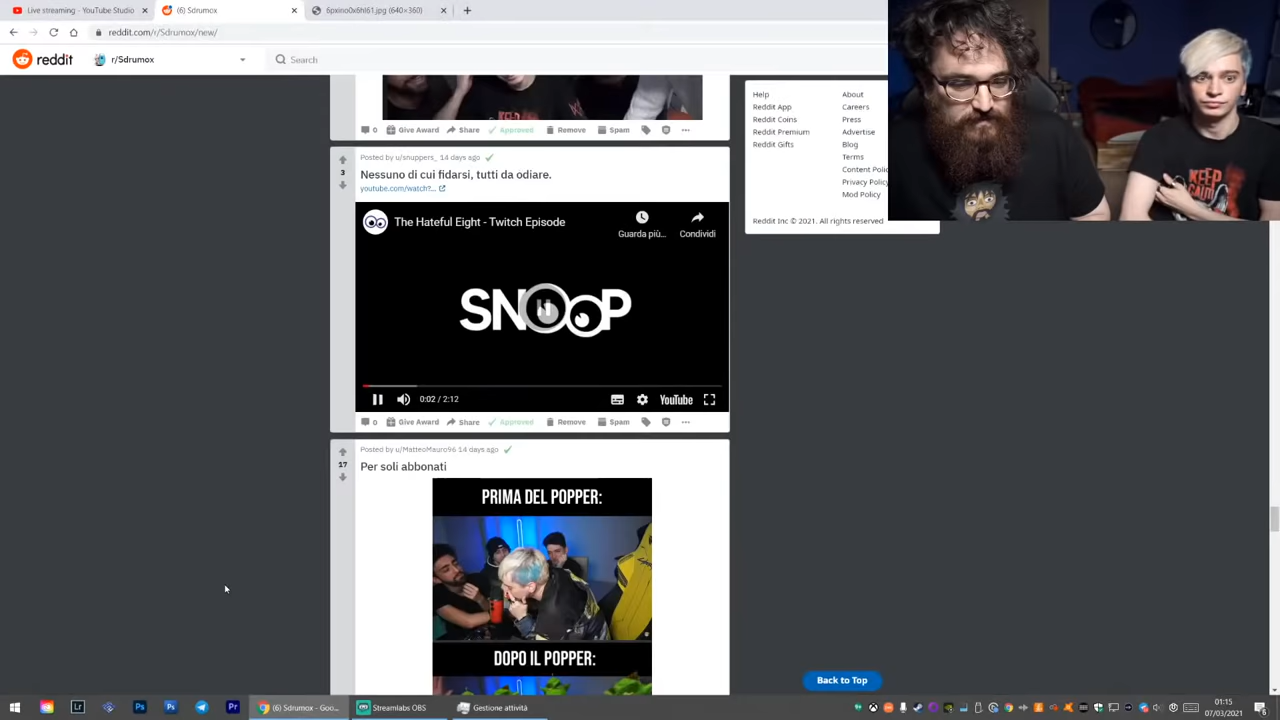 Live streaming - YouTube Studio
(6) Sdrumox
6pxino0x6hl61.jpg (640×360)
reddit.com/r/Sdrumox/new/
reddit
r/Sdrumox
Search
0 Give Award Share Approved Remove Spam
Posted by u/snuppers_ 14 days ago
3
Nessuno di cui fidarsi, tutti da odiare.
youtube.com/watch?...
The Hateful Eight - Twitch Episode
Guarda più...
Condividi
SNOOP
0:02 / 2:12
YouTube
0 Give Award Share Approved Remove Spam
Posted by u/MatteoMauro96 14 days ago
17
Per soli abbonati
PRIMA DEL POPPER:
DOPO IL POPPER:
Help
About
Reddit App
Careers
Reddit Coins
Press
Reddit Premium
Advertise
Reddit Gifts
Blog
Terms
Content Polic
Privacy Policy
Mod Policy
Reddit Inc © 2021. All rights reserved
KEEP
CALM
Back to Top
(6) Sdrumox - Goo...
Streamlabs OBS
Gestione attività
01:15
07/03/2021
6